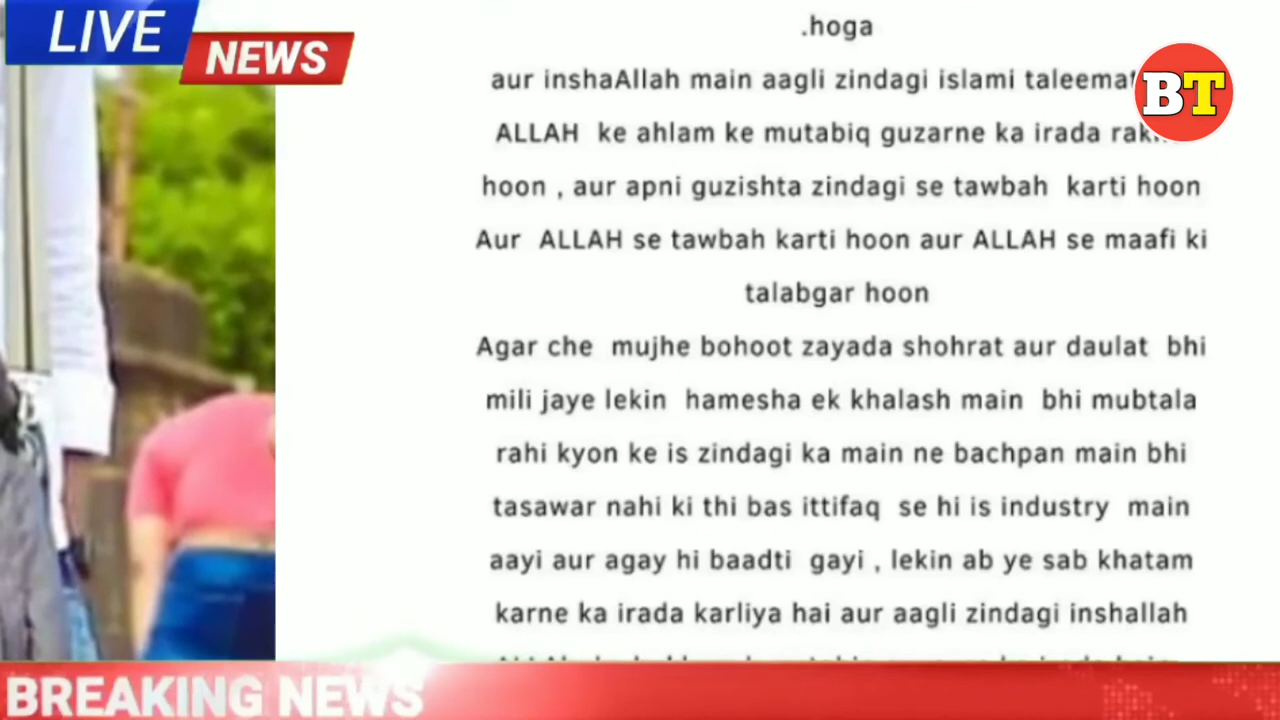 LIVE
NEWS
BT
.hoga
aur inshaAllah main aagli zindagi islami
ALLAH ke ahlam ke mutabiq guzarne ka irada
hoon , aur apni guzishta zindagi se tawbah karti hoon
Aur ALLAH se tawbah karti hoon aur ALLAH se maafi ki
talabgar hoon
Agar che mujhe bohoot zayada shohrat aur daulat bhi
mili jaye lekin hamesha ek khalash main bhi mubtala
rahi kyon ke is zindagi ka main ne bachpan main bhi
tasawar nahi ki thi bas ittifaq se hi is industry main
aayi aur agay hi baadti gayi , lekin ab ye sab khatam
karne ka irada karliya hai aur aagli zindagi inshallah
BREAKING NEWS